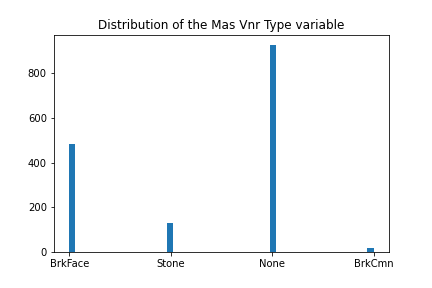 Distribution of the Mas Vnr Type variable
800
600
400
200
0
BrkFace Stone None BrkCmn